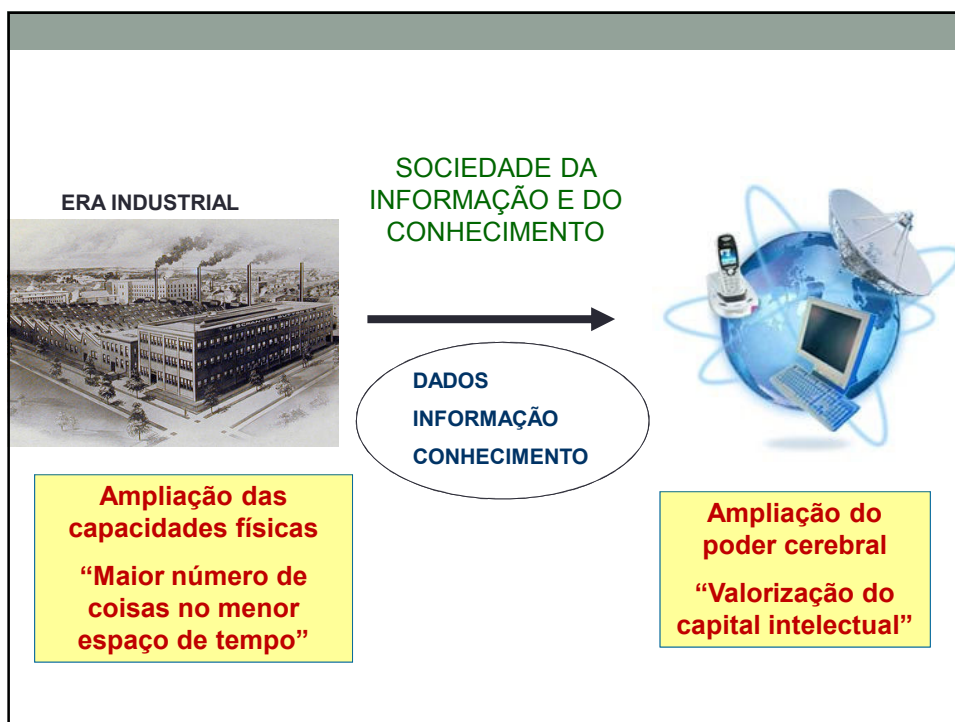 ERA INDUSTRIAL
SOCIEDADE DA
INFORMAÇÃO E DO
CONHECIMENTO
DADOS
INFORMAÇÃO
CONHECIMENTO
Ampliação das
capacidades físicas
“Maior número de
coisas no menor
espaço de tempo”
Ampliação do
poder cerebral
“Valorização do
capital intelectual”